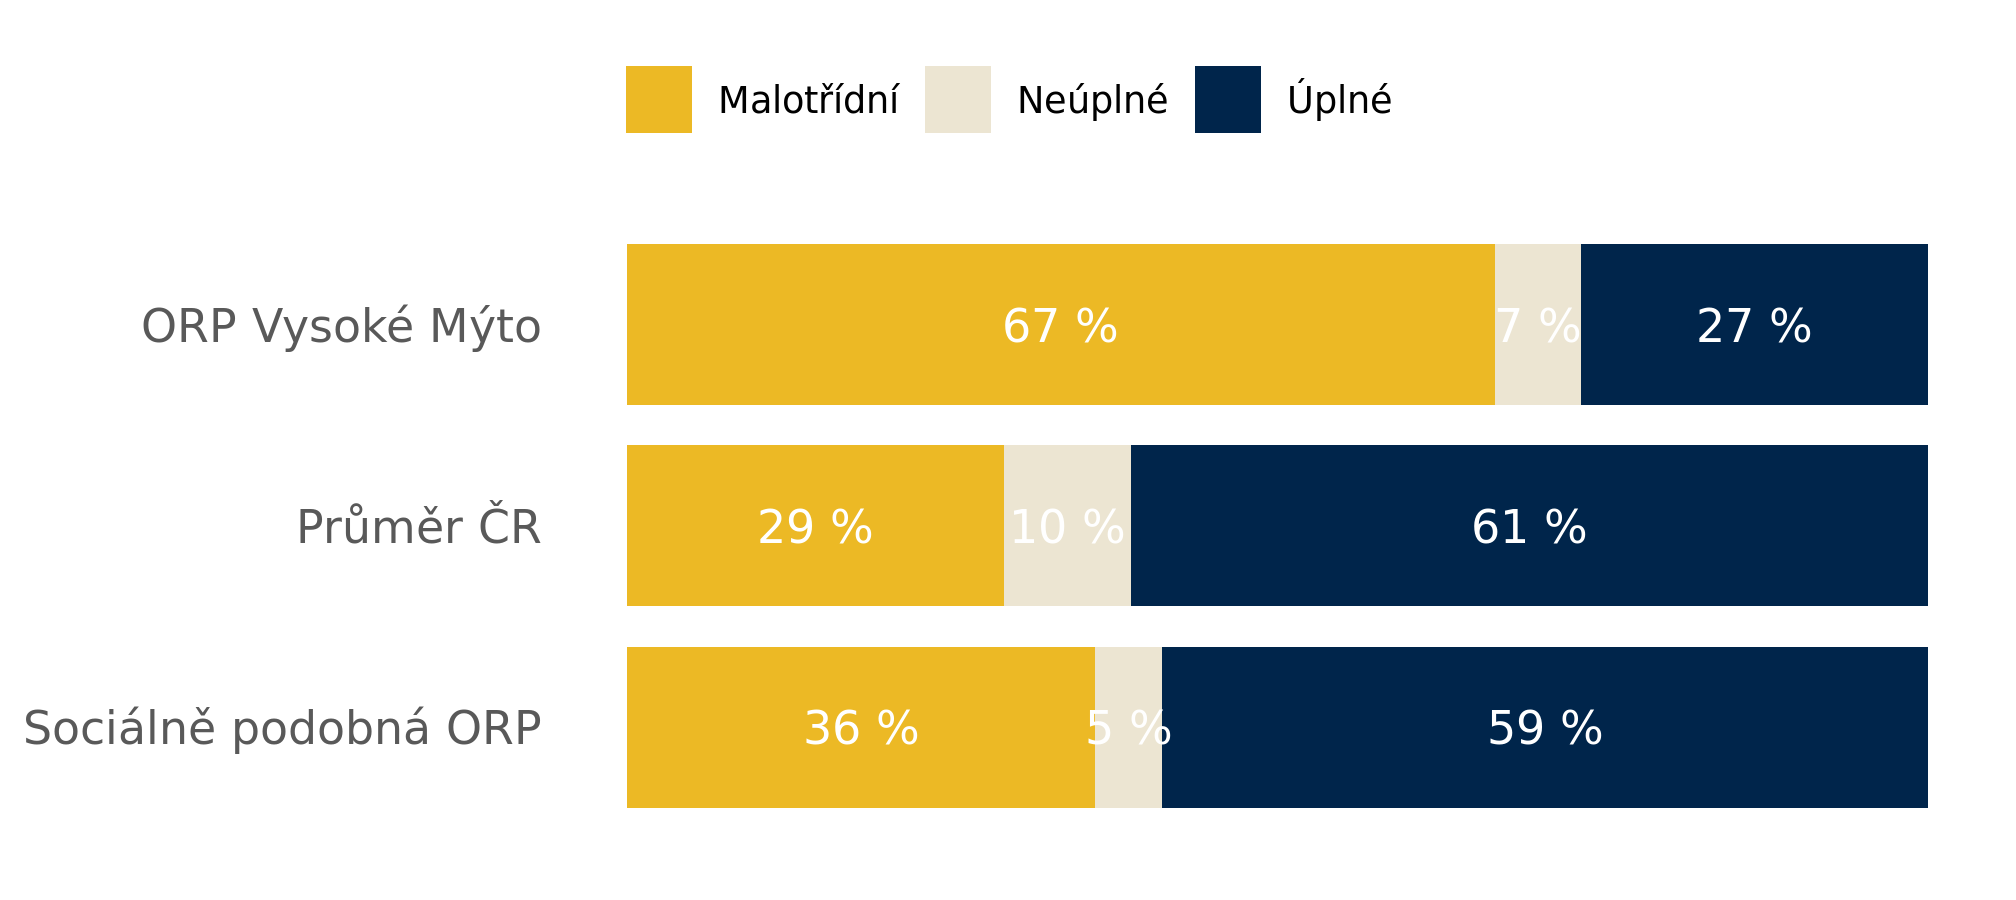 Malotřídní Neúplné Úplné
ORP Vysoké Mýto 67 % 7 % 27 %
Průměr ČR 29 % 10 % 61 %
Sociálně podobná ORP 36 % 5 % 59 %